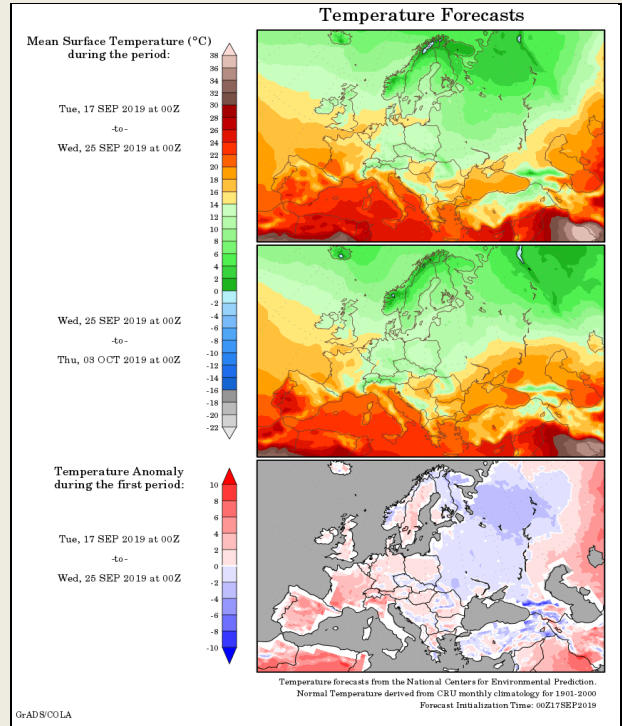 Temperature Forecasts
Mean Surface Temperature (°C)
during the period:
Tue, 17 SEP 2019 at 00Z
-to-
Wed, 25 SEP 2019 at 00Z
38
36
34
32
30
28
26
24
22
20
18
16
14
12
10
8
6
4
2
0
-2
-4
-6
-8
-10
-12
-14
-16
-18
-20
-22
Wed, 25 SEP 2019 at 00Z
-to-
Thu, 03 OCT 2019 at 00Z
Temperature Anomaly
during the first period:
Tue, 17 SEP 2019 at 00Z
-to-
Wed, 25 SEP 2019 at 00Z
10
8
6
4
2
0
-2
-4
-6
-8
-10
Temperature forecasts from the National Centers for Environmental Prediction.
Normal Temperature derived from CRU monthly climatology for 1901-2000
Forecast Initialization Time: 00Z17SEP2019
GrADS/COLA